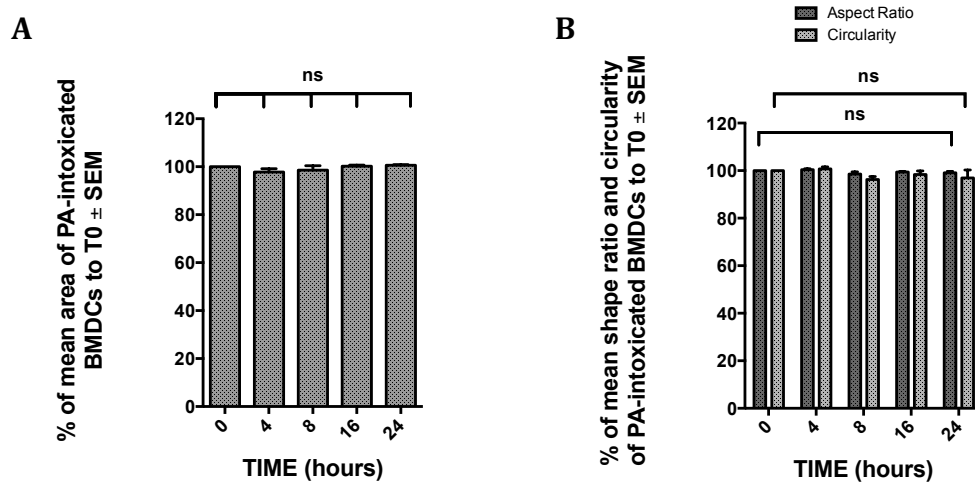 A
% of mean area of PA-intoxicated
BMDCs to T0 ± SEM
ns
120
100
80
60
40
20
0
0
4
8
16
24
TIME (hours)
B
Aspect Ratio
Circularity
% of mean shape ratio and circularity
of PA-intoxicated BMDCs to T0 ± SEM
ns
ns
120
100
80
60
40
20
0
0
4
8
16
24
TIME (hours)